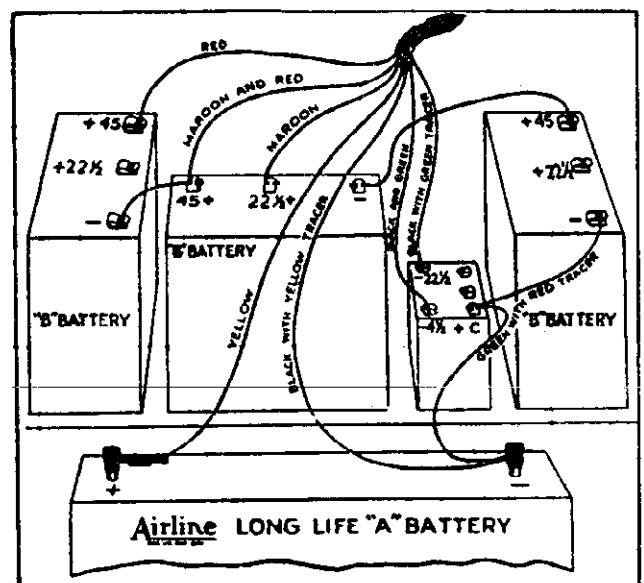 RED
MAROON AND RED
MAROON
BLACK AND GREEN
BLACK WITH GREEN TRACER
+45
+22½
−
"B" BATTERY
45+
22½+
−
"B" BATTERY
YELLOW
BLACK WITH YELLOW TRACER
-22½
-4½ + C
GREEN WITH RED TRACER
+45
+22½
−
"B" BATTERY
+
−
Airline LONG LIFE "A" BATTERY